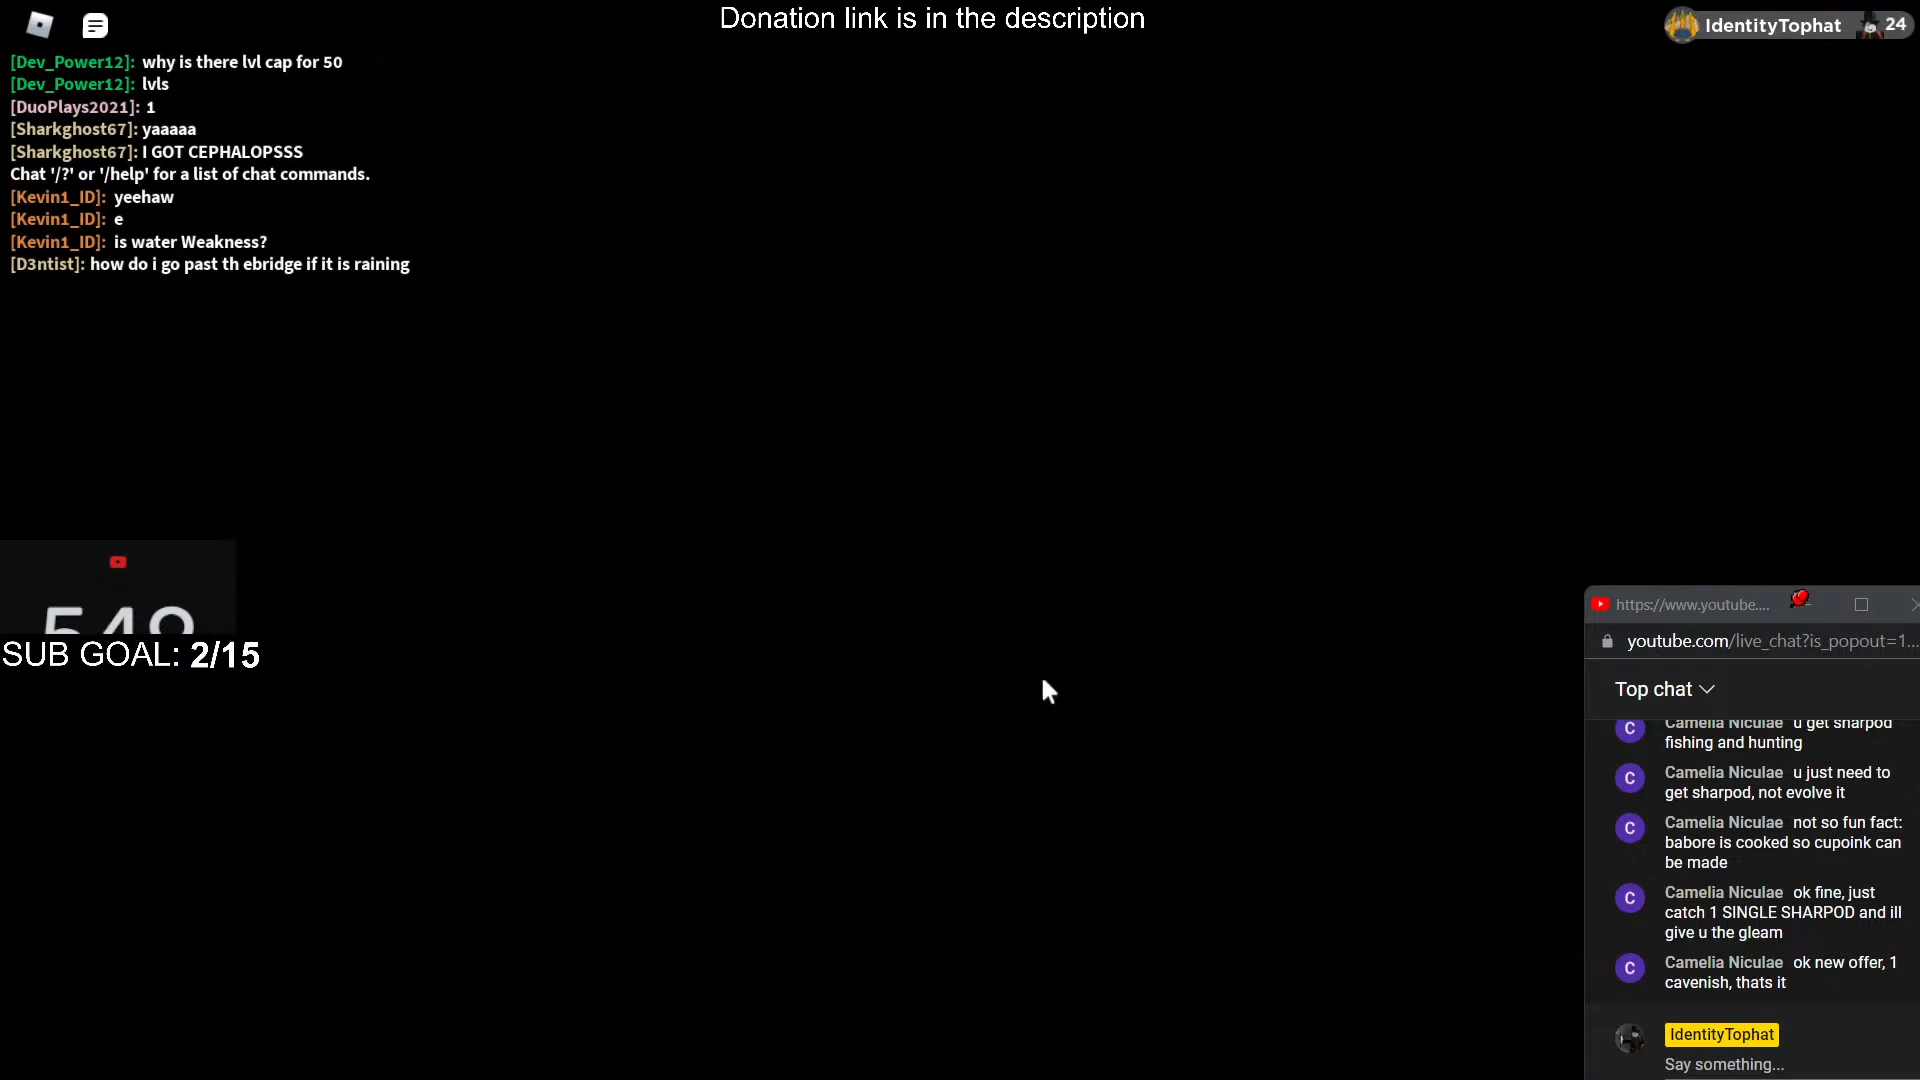 Donation link is in the description
IdentityTophat
24
[Dev_Power12]: why is there lvl cap for 50
[Dev_Power12]: lvls
[DuoPlays2021]: 1
[Sharkghost67]: yaaaaa
[Sharkghost67]: I GOT CEPHALOPSSS
Chat '/?' or '/help' for a list of chat commands.
[Kevin1_ID]: yeehaw
[Kevin1_ID]: e
[Kevin1_ID]: is water Weakness?
[D3ntist]: how do i go past th ebridge if it is raining
549
SUB GOAL: 2/15
https://www.youtube....
youtube.com/live_chat?is_popout=1...
Top chat
C
Camelia Niculae u get sharpod
fishing and hunting
C
Camelia Niculae u just need to
get sharpod, not evolve it
C
Camelia Niculae not so fun fact:
babore is cooked so cupoink can
be made
C
Camelia Niculae ok fine, just
catch 1 SINGLE SHARPOD and ill
give u the gleam
C
Camelia Niculae ok new offer, 1
cavenish, thats it
IdentityTophat
Say something...